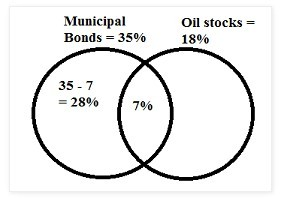 Municipal
Bonds = 35%
Oil stocks =
18%
35 - 7
= 28%
7%